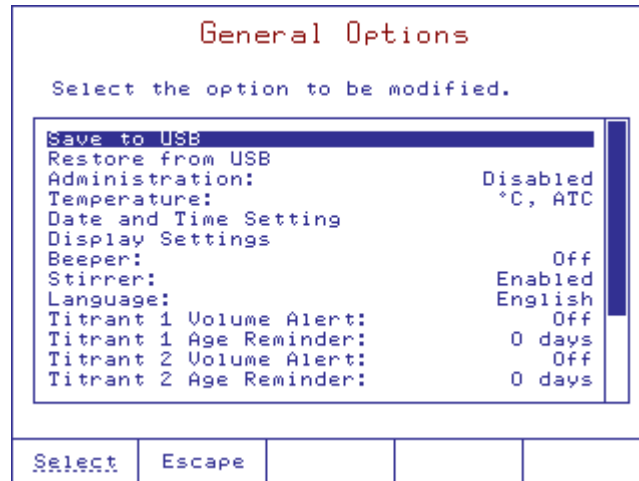 General Options
Select the option to be modified.
Save to USB
Restore from USB
Administration: Disabled
Temperature: °C, ATC
Date and Time Setting
Display Settings
Beeper: Off
Stirrer: Enabled
Language: English
Titrant 1 Volume Alert: Off
Titrant 1 Age Reminder: 0 days
Titrant 2 Volume Alert: Off
Titrant 2 Age Reminder: 0 days
Select Escape